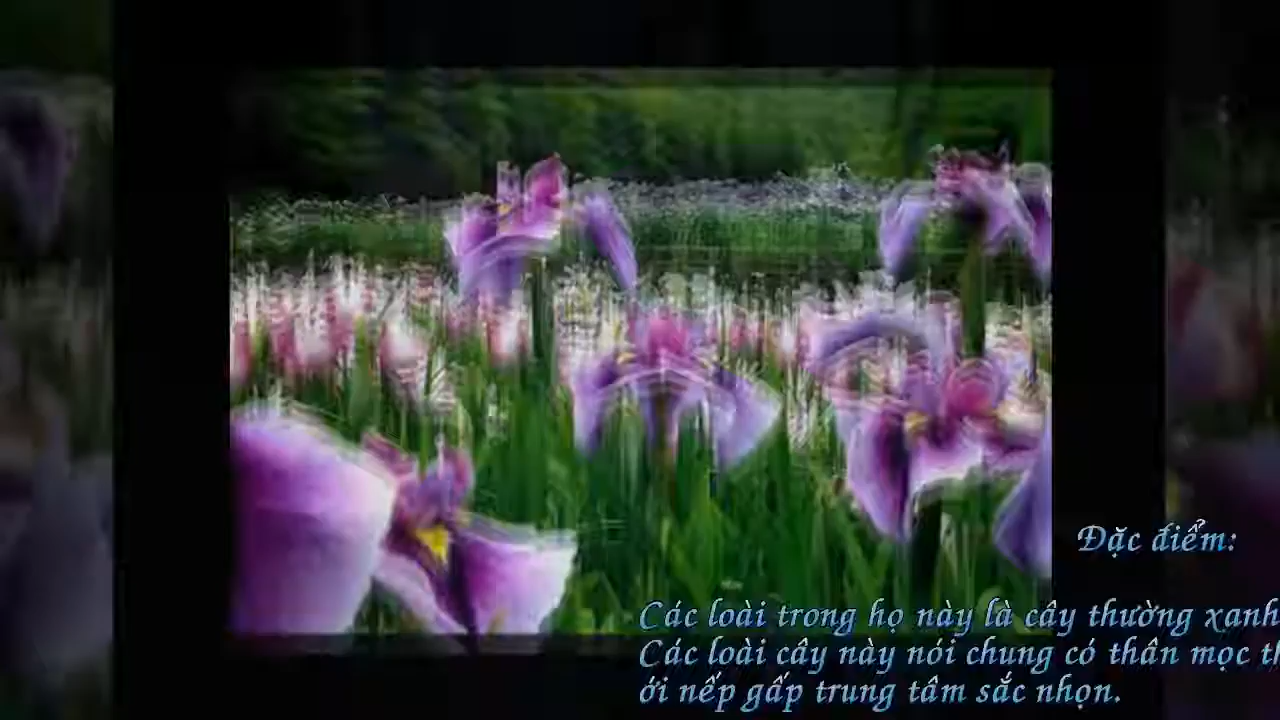 Đặc điểm:
Các loài trong họ này là cây thường xanh
Các loài cây này nói chung có thân mọc th
ới nếp gấp trung tâm sắc nhọn.